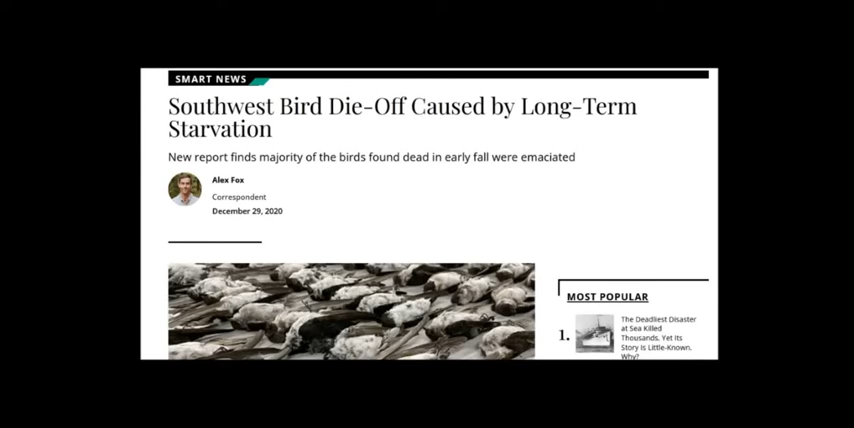 SMART NEWS
Southwest Bird Die-Off Caused by Long-Term
Starvation
New report finds majority of the birds found dead in early fall were emaciated
Alex Fox
Correspondent
December 29, 2020
MOST POPULAR
1.
The Deadliest Disaster
at Sea Killed
Thousands, Yet Its
Story Is Little-Known.
Why?